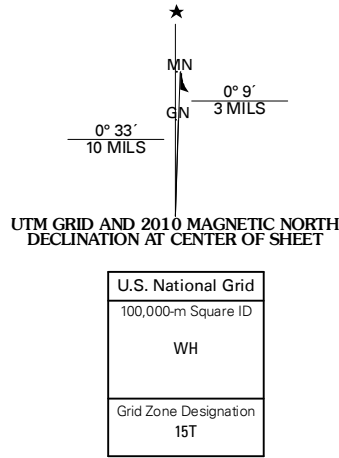 MN
0° 9´
3 MILS
GN
0° 33´
10 MILS
UTM GRID AND 2010 MAGNETIC NORTH
DECLINATION AT CENTER OF SHEET
U.S. National Grid
100,000-m Square ID
WH
Grid Zone Designation
15T